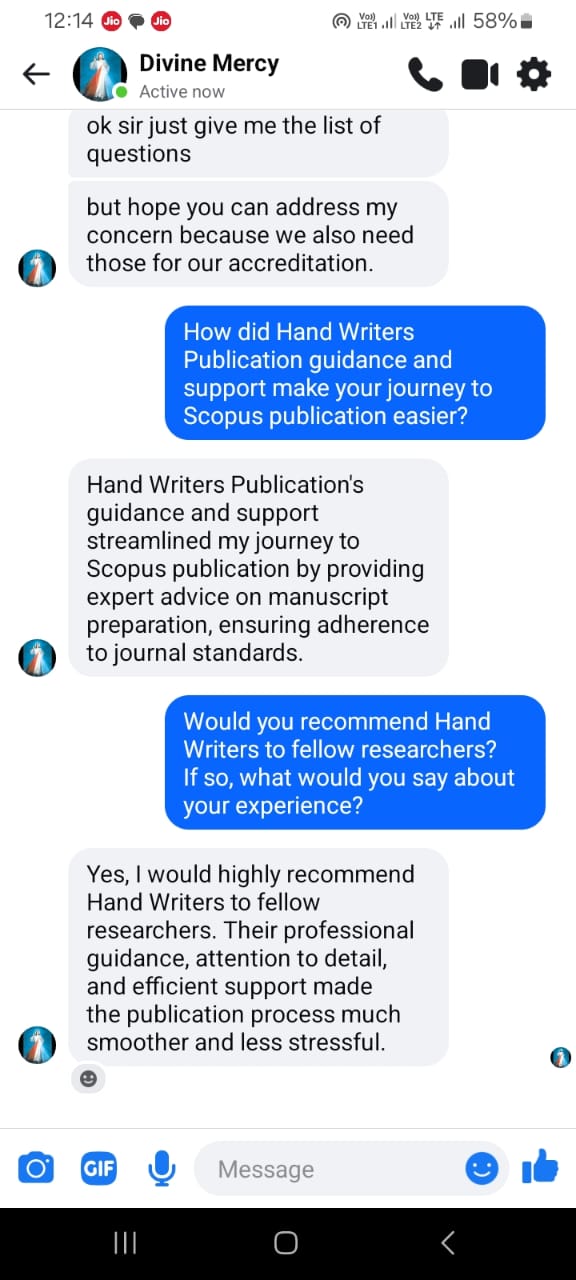 12:14 Jio Jio Vo) LTE1 Vo) LTE2 LTE 58%
Divine Mercy
Active now
ok sir just give me the list of
questions
but hope you can address my
concern because we also need
those for our accreditation.
How did Hand Writers
Publication guidance and
support make your journey to
Scopus publication easier?
Hand Writers Publication's
guidance and support
streamlined my journey to
Scopus publication by providing
expert advice on manuscript
preparation, ensuring adherence
to journal standards.
Would you recommend Hand
Writers to fellow researchers?
If so, what would you say about
your experience?
Yes, I would highly recommend
Hand Writers to fellow
researchers. Their professional
guidance, attention to detail,
and efficient support made
the publication process much
smoother and less stressful.
GIF Message